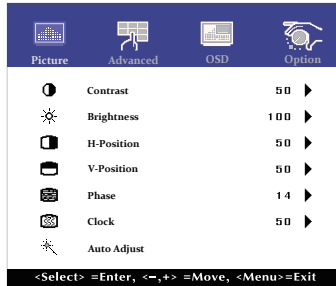 Picture Advanced OSD Option
Contrast 50
Brightness 100
H-Position 50
V-Position 50
Phase 14
Clock 50
Auto Adjust
<Select> =Enter, <−,+> =Move, <Menu>=Exit